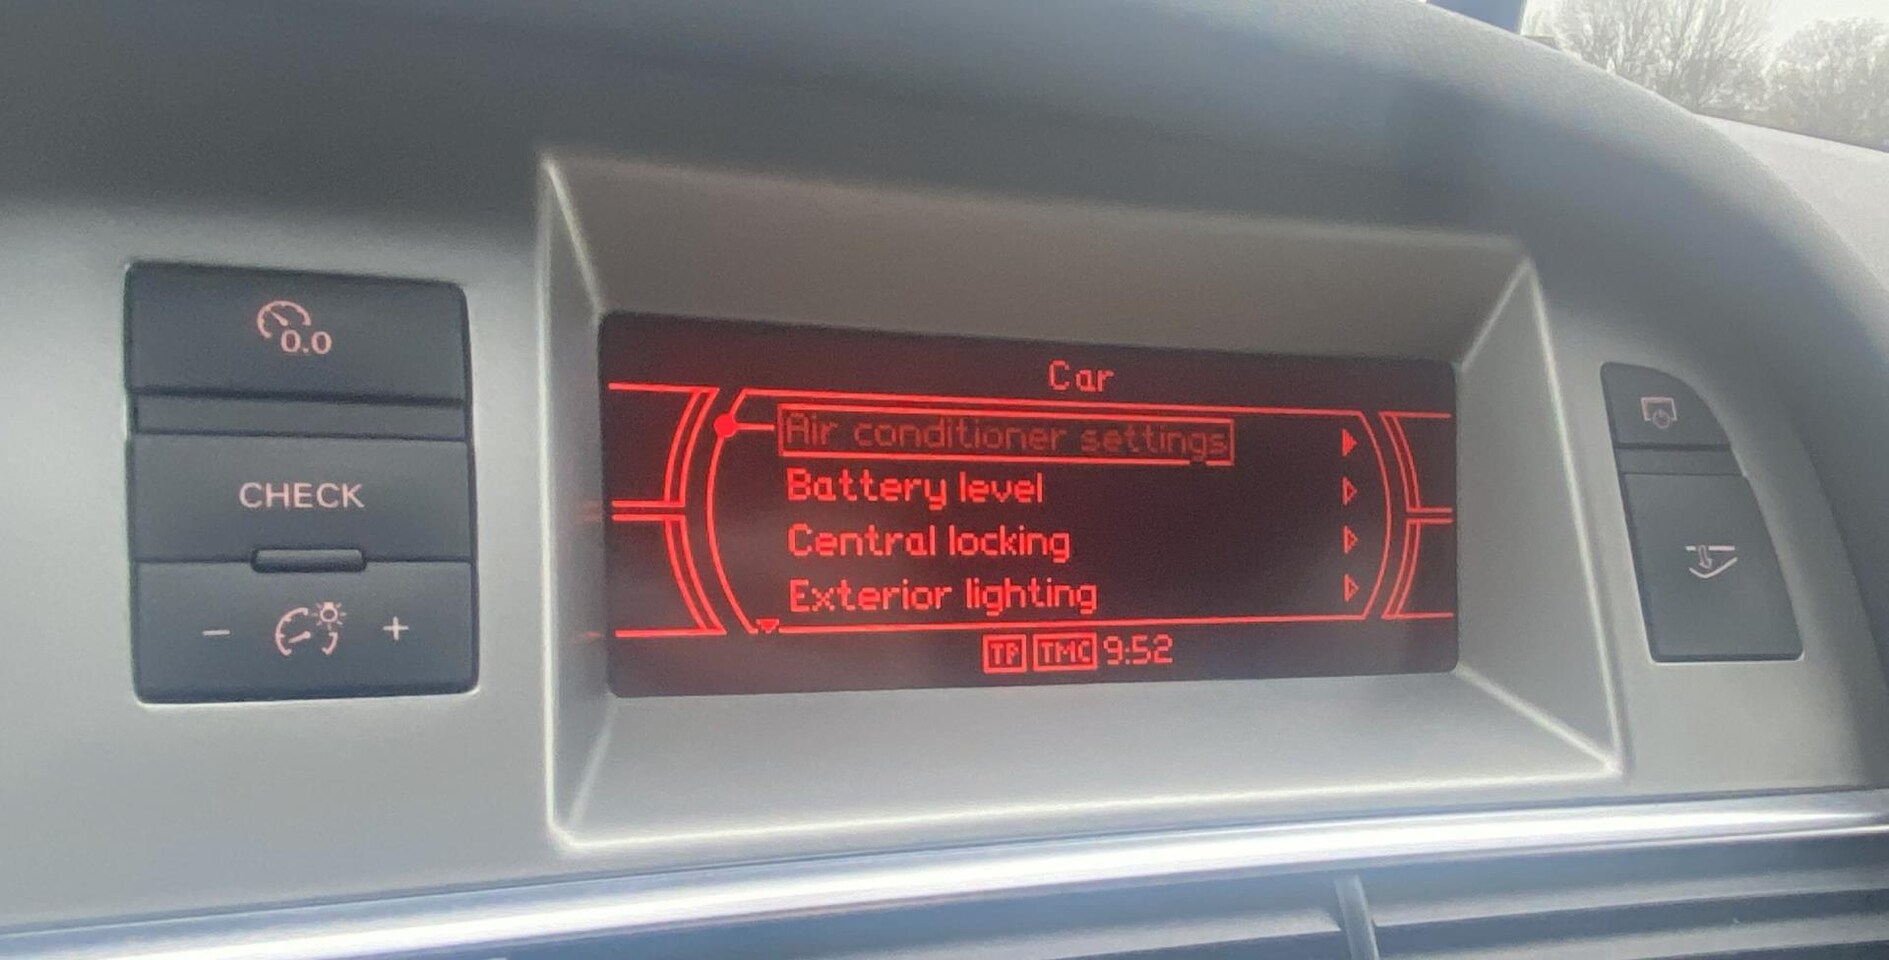 0.0
CHECK
- +
Car
Air conditioner settings
Battery level
Central locking
Exterior lighting
TP TMC 9:52